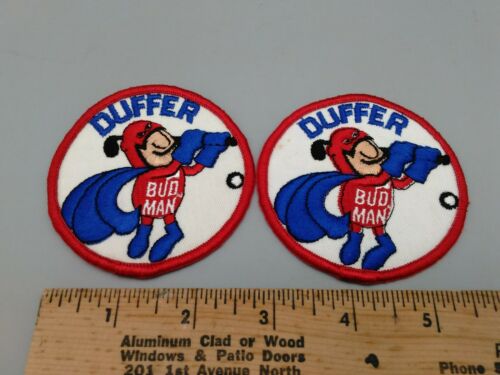 DUFFER
BUD
MAN
DUFFER
BUD
MAN
1 2 3 4 5
Aluminum Clad or Wood
Windows & Patio Doors
201 1st Avenue North
Phone